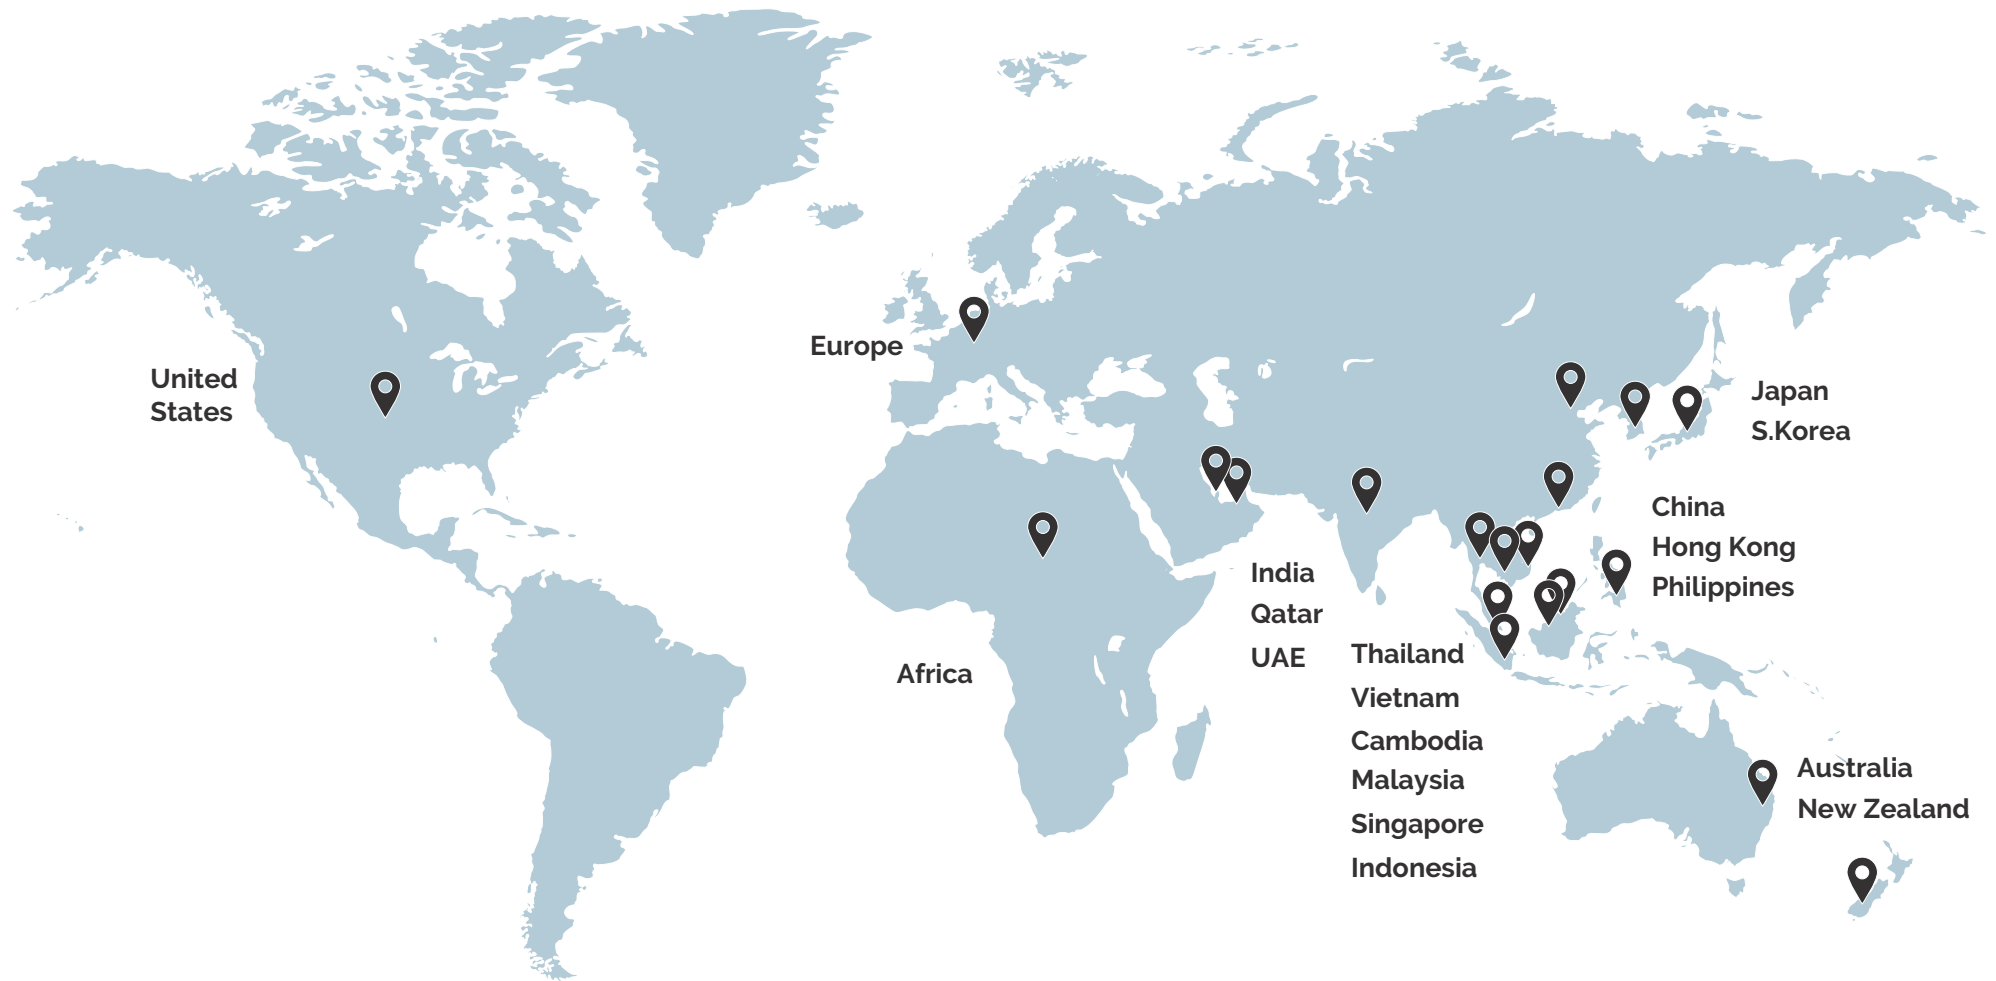 United
States
Europe
Africa
India
Qatar
UAE
Thailand
Vietnam
Cambodia
Malaysia
Singapore
Indonesia
Japan
S.Korea
China
Hong Kong
Philippines
Australia
New Zealand